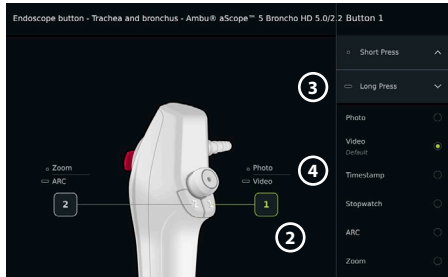 Endoscope button - Trachea and bronchus - Ambu® aScope™ 5 Broncho HD 5.0/2.2
Button 1
Short Press
3
Long Press
Photo
Video
Default
Zoom
ARC
Photo
Video
4
Timestamp
2
1
Stopwatch
2
ARC
Zoom